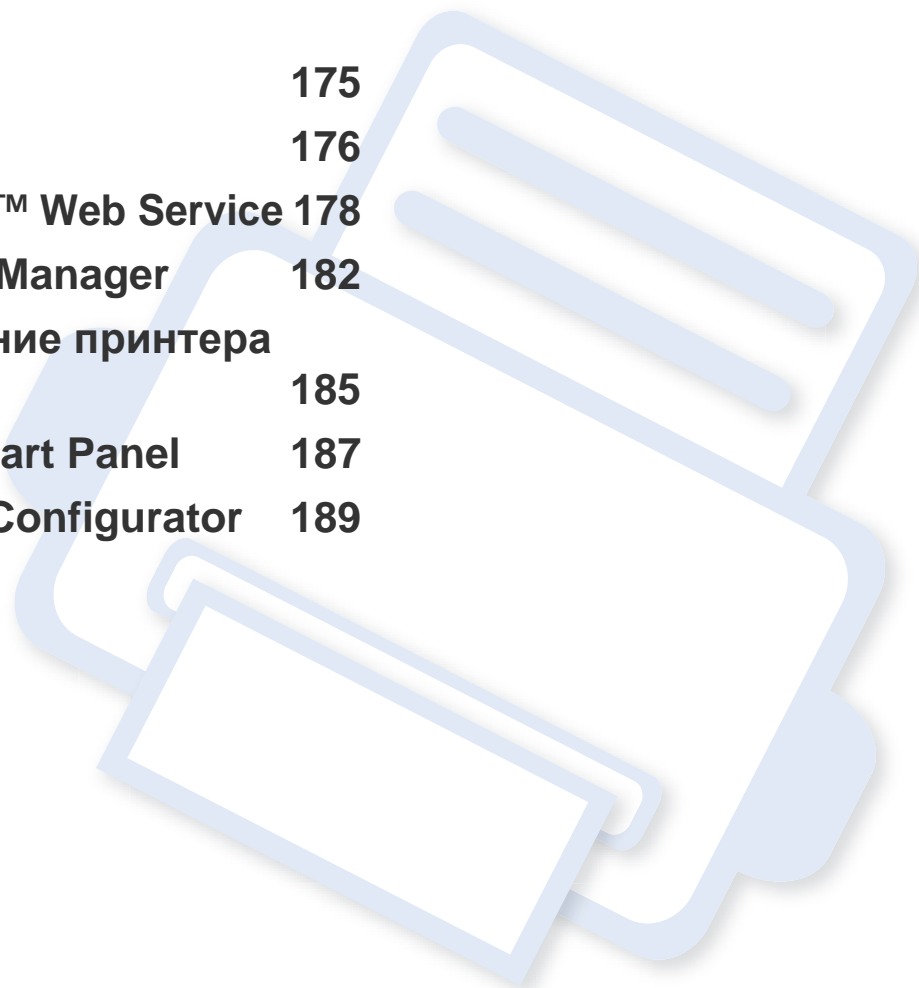 175
176
™ Web Service 178
Manager 182
ние принтера
185
art Panel 187
Configurator 189